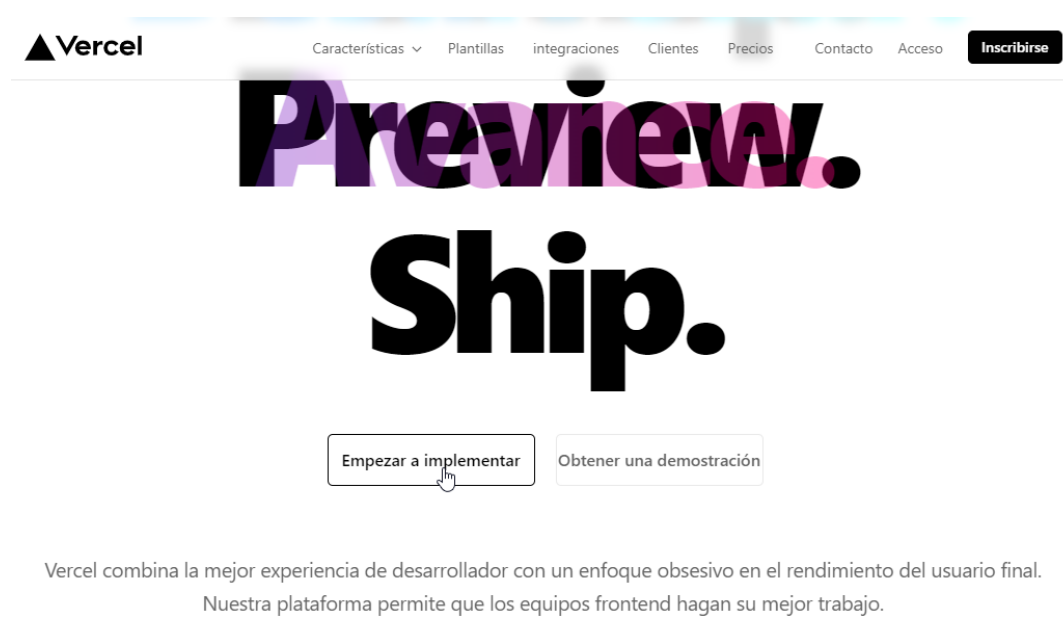 Vercel
Características Plantillas integraciones Clientes Precios Contacto Acceso Inscribirse
Preview.
Avance.
Ship.
Empezar a implementar Obtener una demostración
Vercel combina la mejor experiencia de desarrollador con un enfoque obsesivo en el rendimiento del usuario final.
Nuestra plataforma permite que los equipos frontend hagan su mejor trabajo.